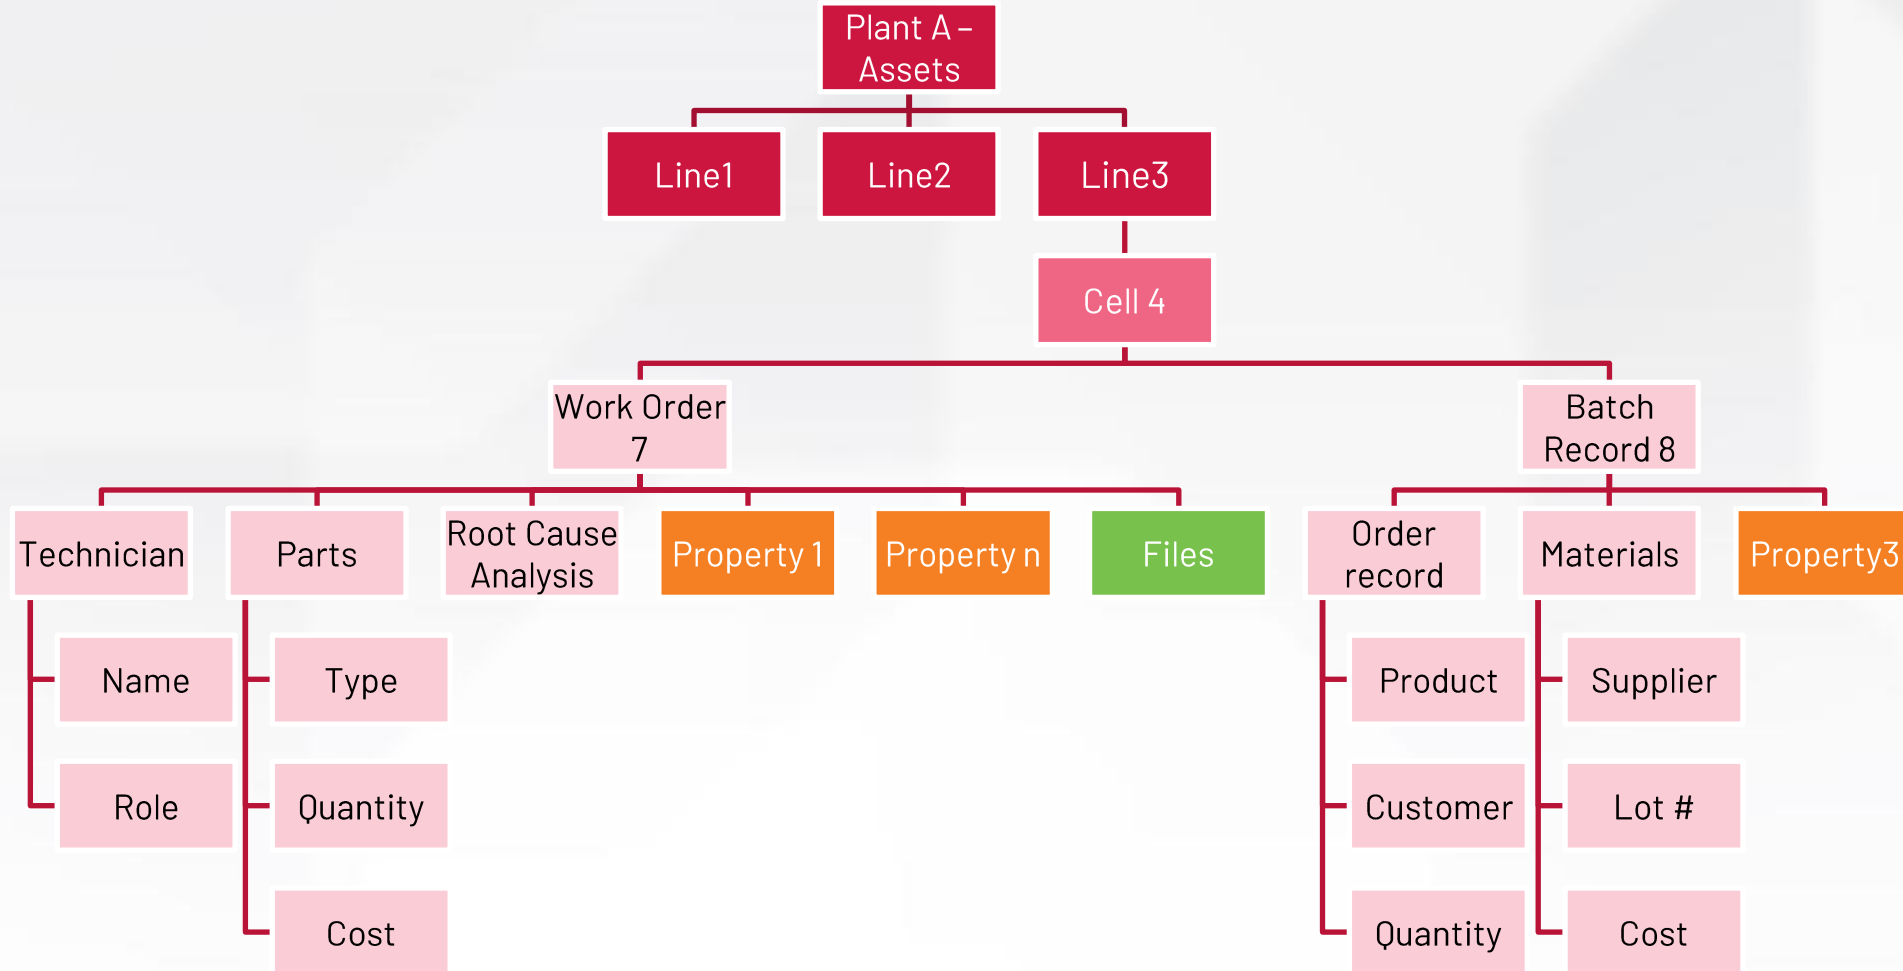 Plant A –
Assets
Line1
Line2
Line3
Cell 4
Work Order
7
Batch
Record 8
Technician
Parts
Root Cause
Analysis
Property 1
Property n
Files
Order
record
Materials
Property3
Name
Type
Product
Supplier
Role
Quantity
Customer
Lot #
Cost
Quantity
Cost